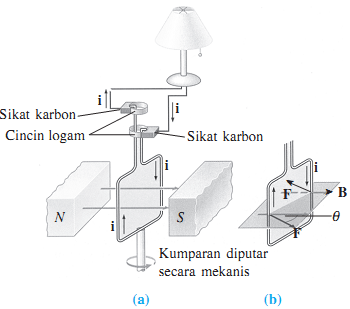 i
i
Sikat karbon
Cincin logam
Sikat karbon
i
i
N
S
i
F
B
θ
F
Kumparan diputar
secara mekanis
(a)
(b)